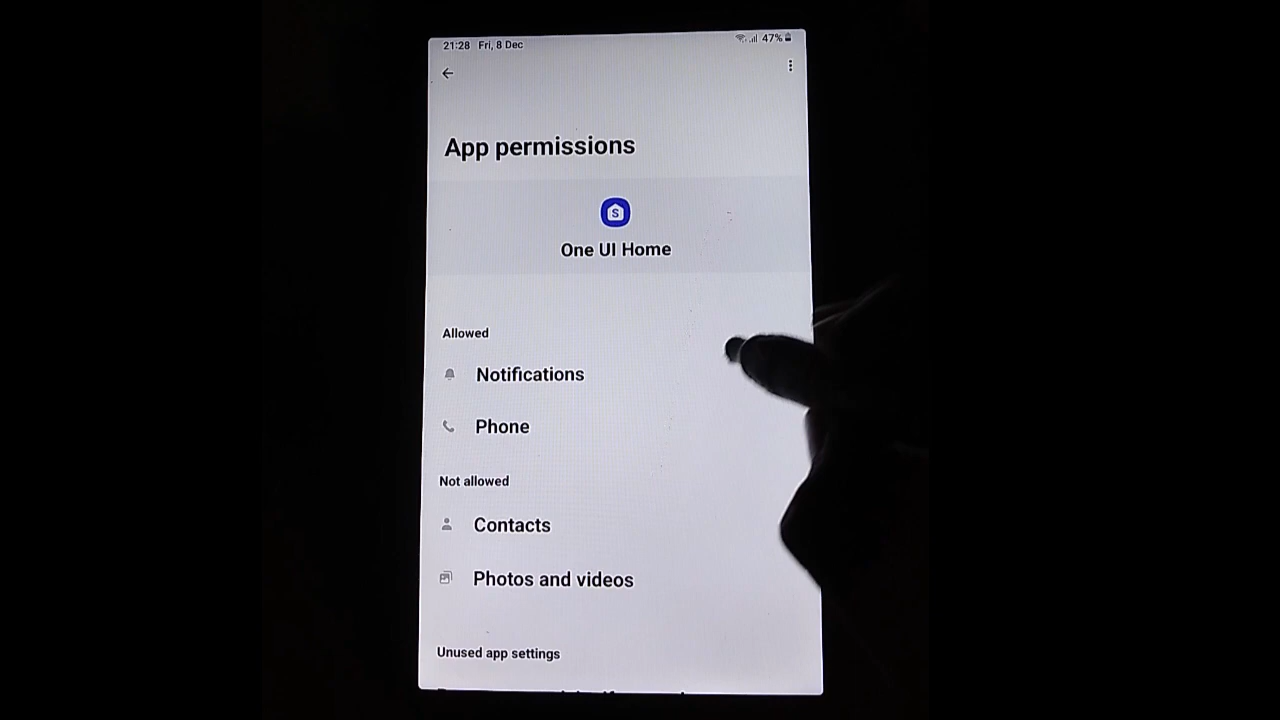 21:28 Fri, 8 Dec 47%
App permissions
S
One UI Home
Allowed
Notifications
Phone
Not allowed
Contacts
Photos and videos
Unused app settings